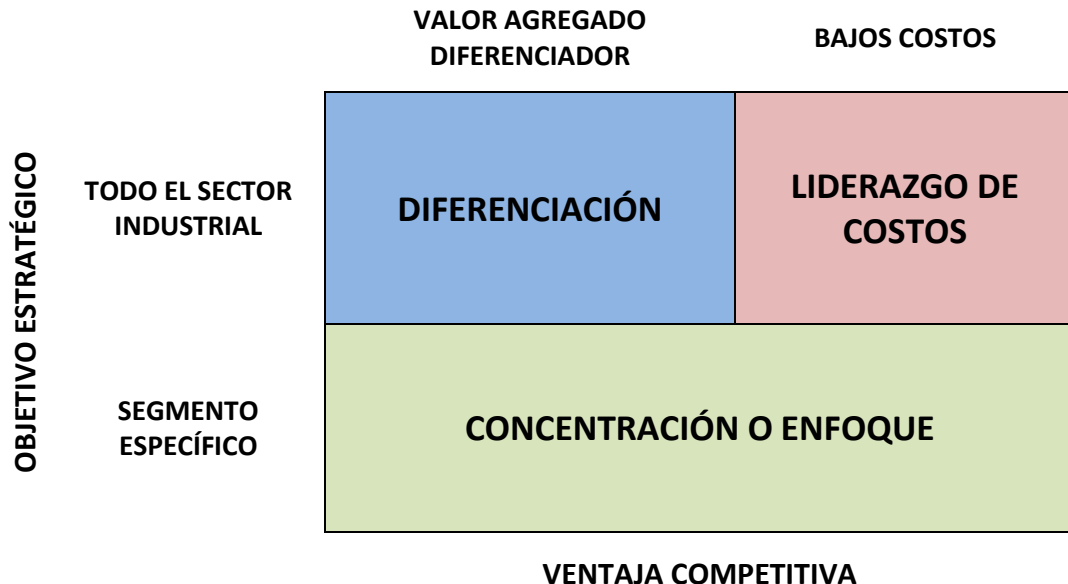 VALOR AGREGADO
DIFERENCIADOR
BAJOS COSTOS
OBJETIVO ESTRATÉGICO
TODO EL SECTOR
INDUSTRIAL
DIFERENCIACIÓN
LIDERAZGO DE
COSTOS
SEGMENTO
ESPECÍFICO
CONCENTRACIÓN O ENFOQUE
VENTAJA COMPETITIVA